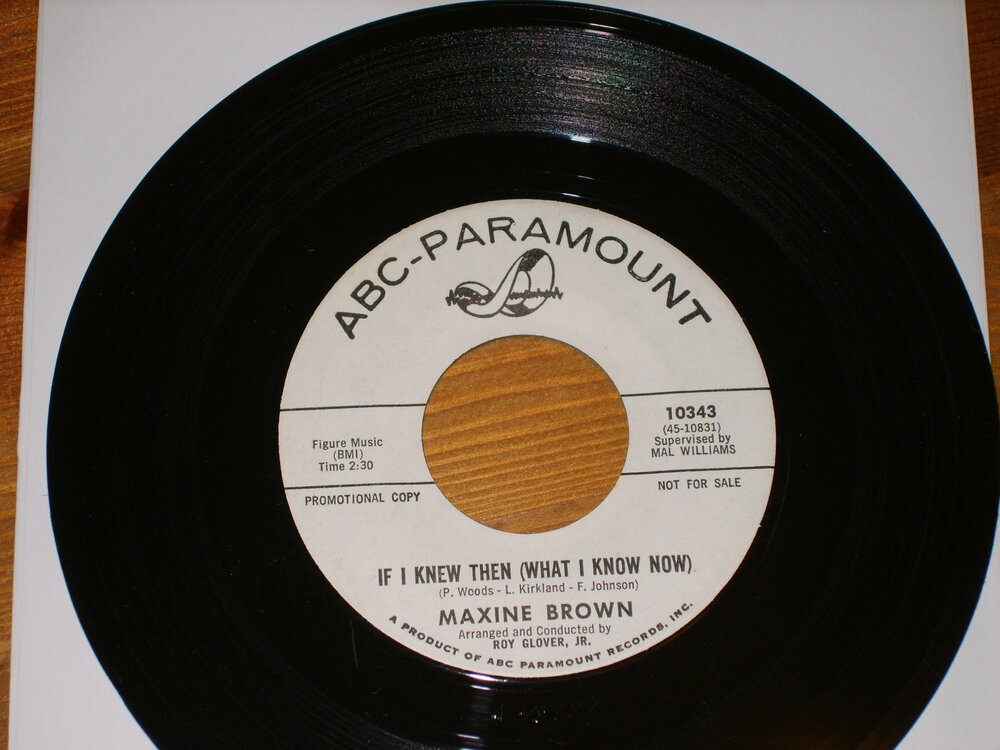 ABC-PARAMOUNT
Figure Music
(BMI)
Time 2:30
PROMOTIONAL COPY
10343
(45-10831)
Supervised by
MAL WILLIAMS
NOT FOR SALE
IF I KNEW THEN (WHAT I KNOW NOW)
(P. Woods - L. Kirkland - F. Johnson)
MAXINE BROWN
Arranged and Conducted by
ROY GLOVER, JR.
A PRODUCT OF ABC PARAMOUNT RECORDS, INC.